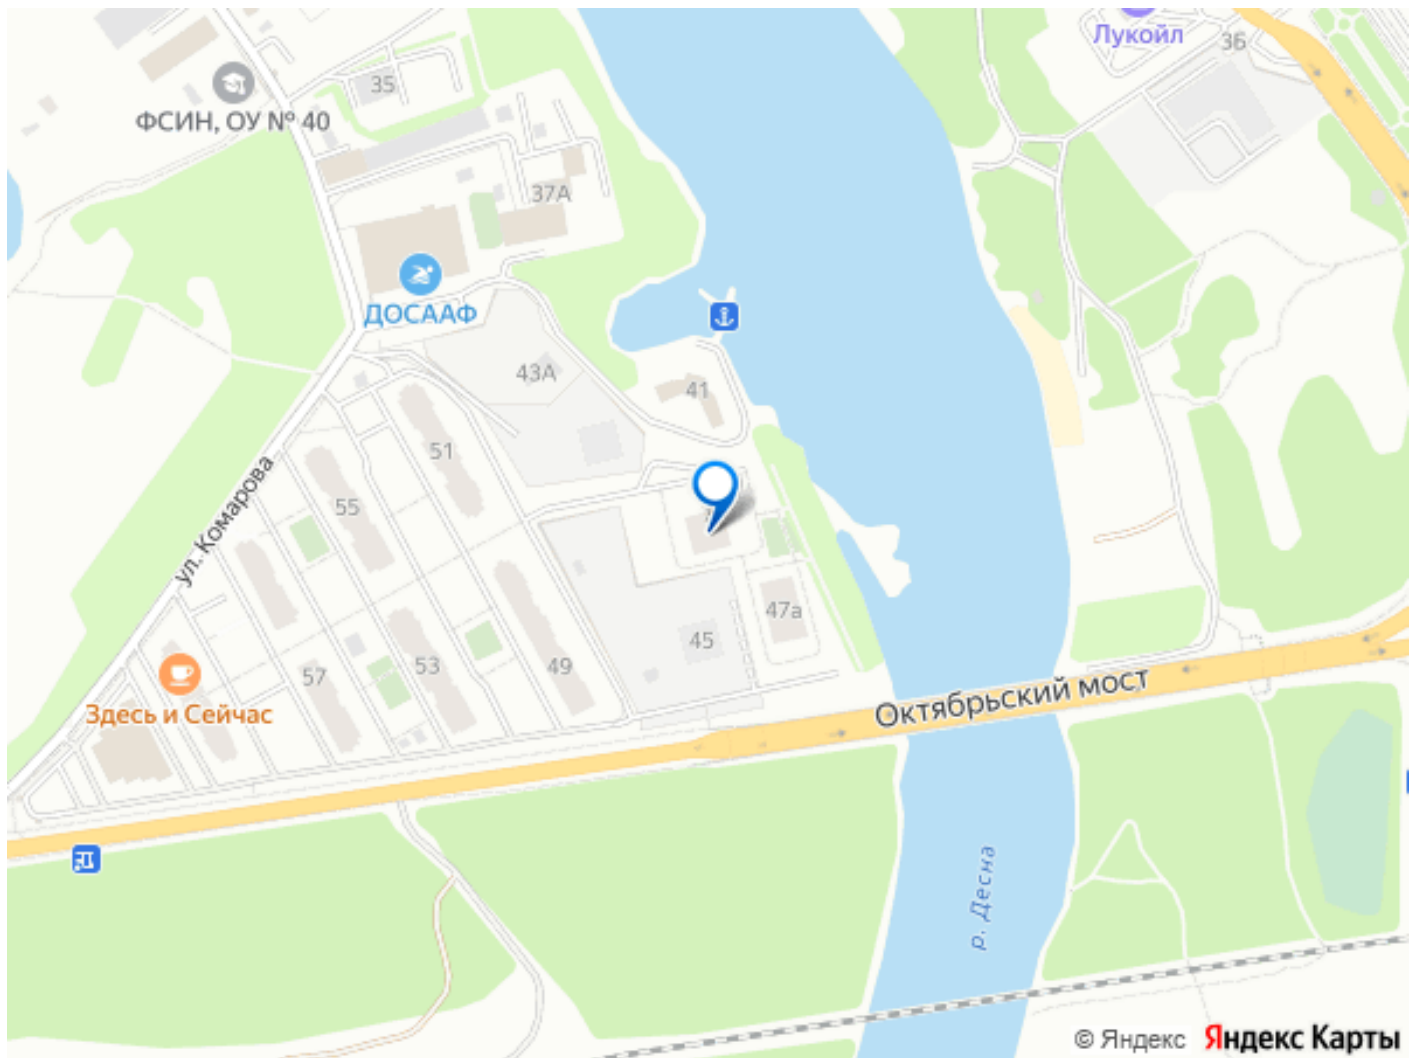 Лукойл
36
35
ФСИН, ОУ № 40
37А
ДОСААФ
43А
41
51
ул. Комарова
55
47а
45
53
49
57
Здесь и Сейчас
Октябрьский мост
р. Десна
© Яндекс Яндекс Карты